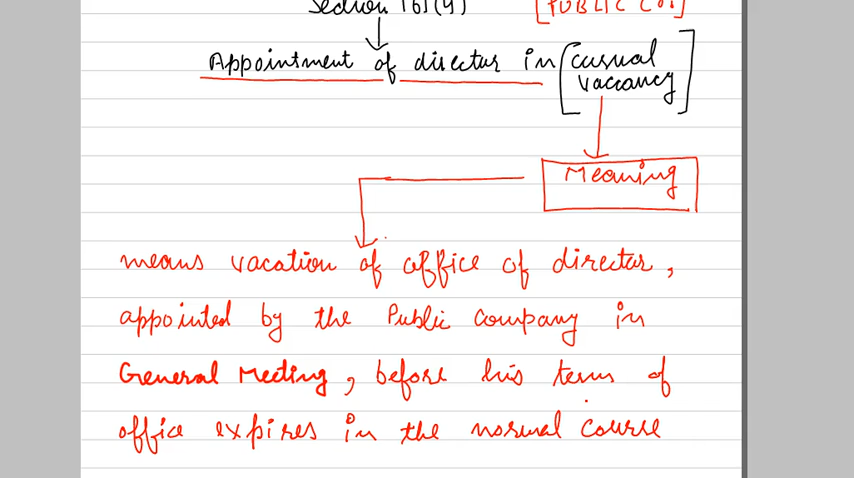 Section 161(4) [PUBLIC CO.]
Appointment of director in [casual
vaccancy]
Meaning
means vacation of office of director,
appointed by the Public company in
General Meeting, before his term of
office expires in the normal course